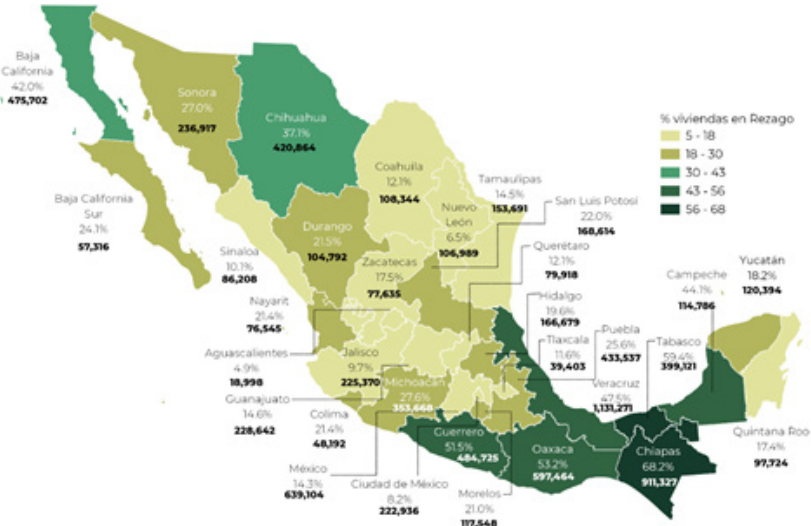 Baja
California
42.0%
475,702
Sonora
27.0%
236,917
Chihuahua
37.1%
420,864
% viviendas en Rezago
5 - 18
18 - 30
30 - 43
43 - 56
56 - 68
Coahuila
12.1%
108,344
Tamaulipas
14.5%
153,691
Nuevo
León
6.5%
106,989
San Luis Potosí
22.0%
168,614
Baja California
Sur
24.1%
57,316
Durango
21.5%
104,792
Sinaloa
10.1%
86,208
Zacatecas
17.5%
77,635
Querétaro
12.1%
79,918
Campeche
44.1%
114,786
Yucatán
18.2%
120,394
Nayarit
21.4%
76,545
Hidalgo
19.6%
166,679
Tlaxcala
11.6%
39,403
Puebla
25.6%
433,537
Tabasco
59.4%
399,121
Aguascalientes
4.9%
18,998
Jalisco
9.7%
225,370
Michoacán
27.6%
353,668
Veracruz
47.5%
1,131,271
Guanajuato
14.6%
228,642
Colima
21.4%
48,192
Guerrero
51.5%
484,725
Oaxaca
53.2%
597,464
Chiapas
68.2%
911,327
Quintana Roo
17.4%
97,724
México
14.3%
639,104
Ciudad de México
8.2%
222,936
Morelos
21.0%
117,548